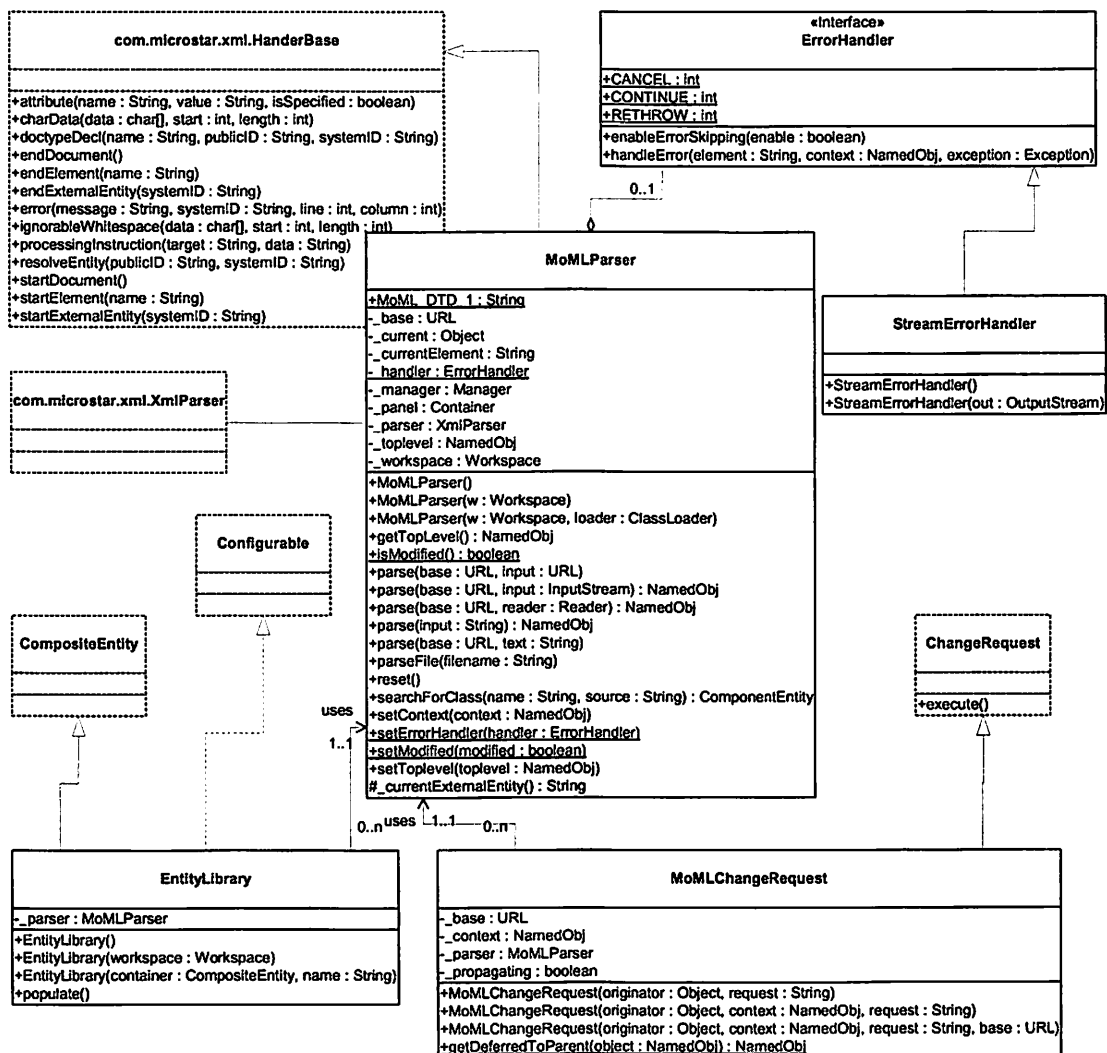 com.microstar.xml.HanderBase
+attribute(name : String, value : String, isSpecified : boolean)
+charData(data : char[], start : int, length : int)
+doctypeDecl(name : String, publicID : String, systemID : String)
+endDocument()
+endElement(name : String)
+endExternalEntity(systemID : String)
+error(message : String, systemID : String, line : int, column : int)
+ignorableWhitespace(data : char[], start : int, length : int)
+processingInstruction(target : String, data : String)
+resolveEntity(publicID : String, systemID : String)
+startDocument()
+startElement(name : String)
+startExternalEntity(systemID : String)
«Interface»
ErrorHandler
+CANCEL : int
+CONTINUE : int
+RETHROW : int
+enableErrorSkipping(enable : boolean)
+handleError(element : String, context : NamedObj, exception : Exception)
0..1
MoMLParser
+MoML_DTD_1 : String
-_base : URL
-_current : Object
-_currentElement : String
-_handler : ErrorHandler
-_manager : Manager
-_panel : Container
-_parser : XmlParser
-_toplevel : NamedObj
-_workspace : Workspace
+MoMLParser()
+MoMLParser(w : Workspace)
+MoMLParser(w : Workspace, loader : ClassLoader)
+getTopLevel() : NamedObj
+isModified() : boolean
+parse(base : URL, input : URL)
+parse(base : URL, input : InputStream) : NamedObj
+parse(base : URL, reader : Reader) : NamedObj
+parse(input : String) : NamedObj
+parse(base : URL, text : String)
+parseFile(filename : String)
+reset()
+searchForClass(name : String, source : String) : ComponentEntity
+setContext(context : NamedObj)
+setErrorHandler(handler : ErrorHandler)
+setModified(modified : boolean)
+setToplevel(toplevel : NamedObj)
#_currentExternalEntity() : String
StreamErrorHandler
+StreamErrorHandler()
+StreamErrorHandler(out : OutputStream)
com.microstar.xml.XmlParser
Configurable
CompositeEntity
ChangeRequest
+execute()
uses
1..1
0..n
uses
1..1
0..n
EntityLibrary
-_parser : MoMLParser
+EntityLibrary()
+EntityLibrary(workspace : Workspace)
+EntityLibrary(container : CompositeEntity, name : String)
+populate()
MoMLChangeRequest
-_base : URL
-_context : NamedObj
-_parser : MoMLParser
-_propagating : boolean
+MoMLChangeRequest(originator : Object, request : String)
+MoMLChangeRequest(originator : Object, context : NamedObj, request : String)
+MoMLChangeRequest(originator : Object, context : NamedObj, request : String, base : URL)
+getDeferredToParent(object : NamedObj) : NamedObj